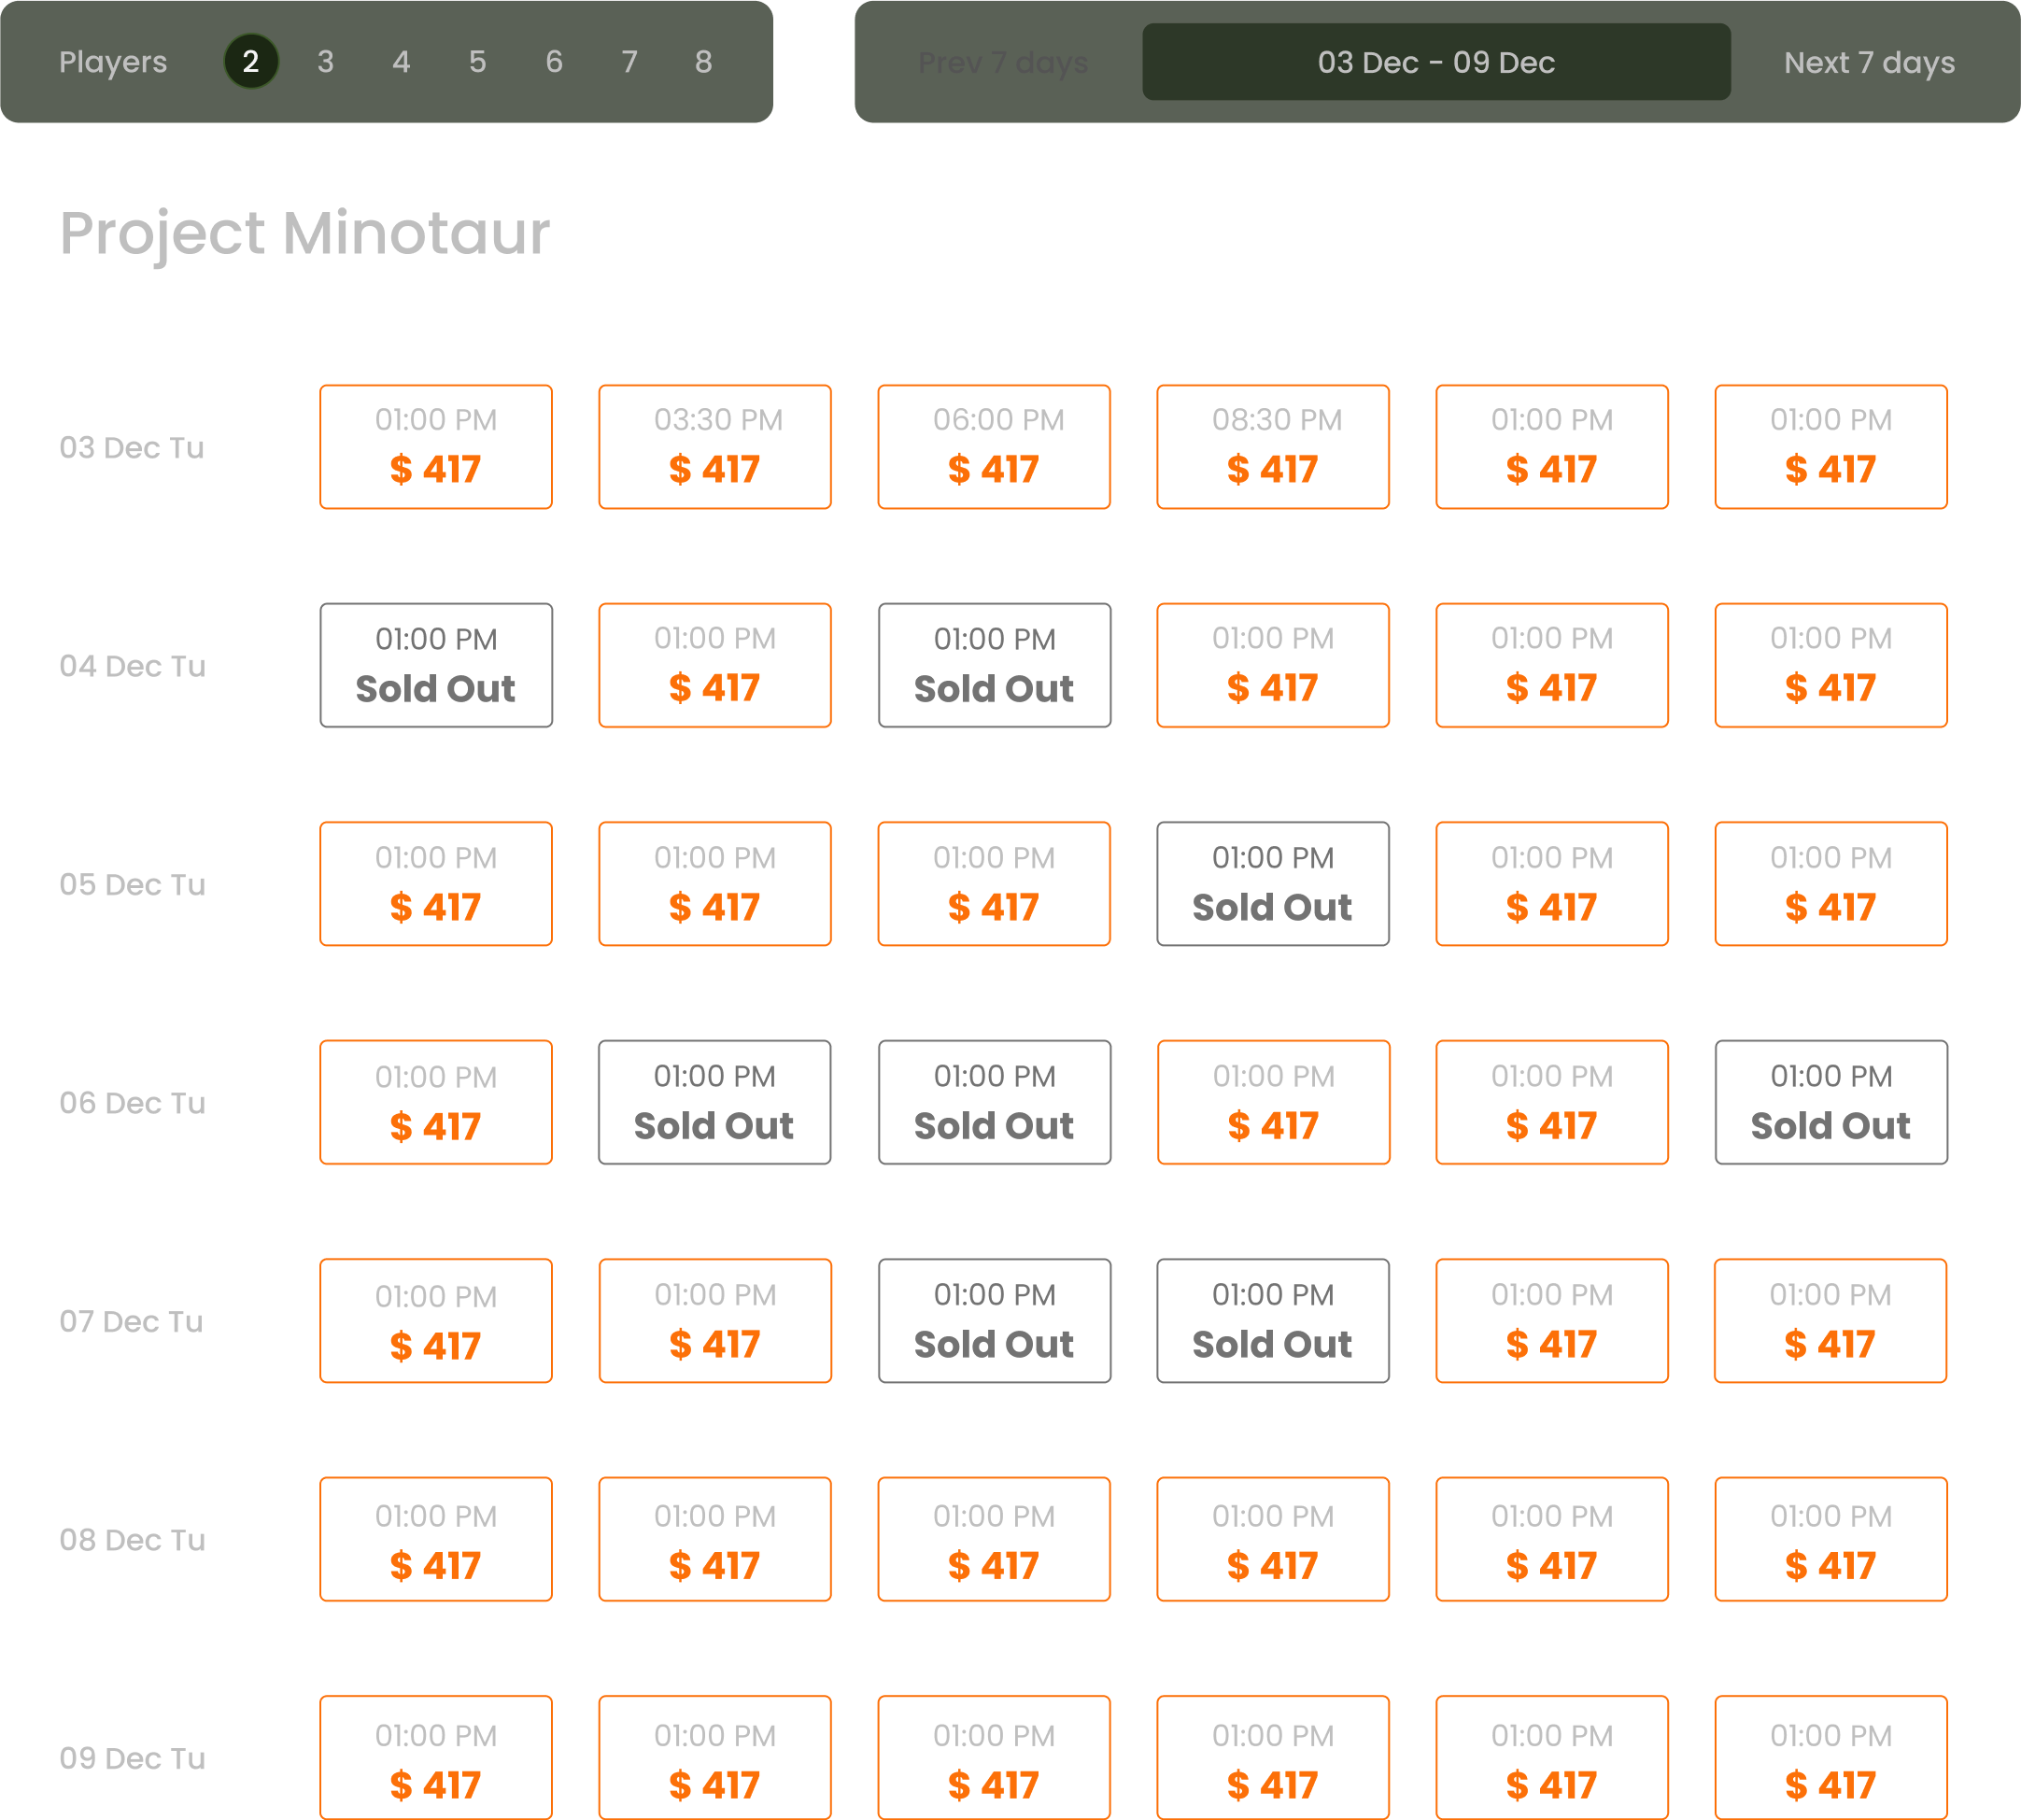 Players 2 3 4 5 6 7 8
Prev 7 days 03 Dec - 09 Dec Next 7 days
Project Minotaur
03 Dec Tu
01:00 PM 03:30 PM 06:00 PM 08:30 PM 01:00 PM 01:00 PM
$ 417 $ 417 $ 417 $ 417 $ 417 $ 417
04 Dec Tu
01:00 PM 01:00 PM 01:00 PM 01:00 PM 01:00 PM 01:00 PM
Sold Out $ 417 Sold Out $ 417 $ 417 $ 417
05 Dec Tu
01:00 PM 01:00 PM 01:00 PM 01:00 PM 01:00 PM 01:00 PM
$ 417 $ 417 $ 417 Sold Out $ 417 $ 417
06 Dec Tu
01:00 PM 01:00 PM 01:00 PM 01:00 PM 01:00 PM 01:00 PM
$ 417 Sold Out Sold Out $ 417 $ 417 Sold Out
07 Dec Tu
01:00 PM 01:00 PM 01:00 PM 01:00 PM 01:00 PM 01:00 PM
$ 417 $ 417 Sold Out Sold Out $ 417 $ 417
08 Dec Tu
01:00 PM 01:00 PM 01:00 PM 01:00 PM 01:00 PM 01:00 PM
$ 417 $ 417 $ 417 $ 417 $ 417 $ 417
09 Dec Tu
01:00 PM 01:00 PM 01:00 PM 01:00 PM 01:00 PM 01:00 PM
$ 417 $ 417 $ 417 $ 417 $ 417 $ 417